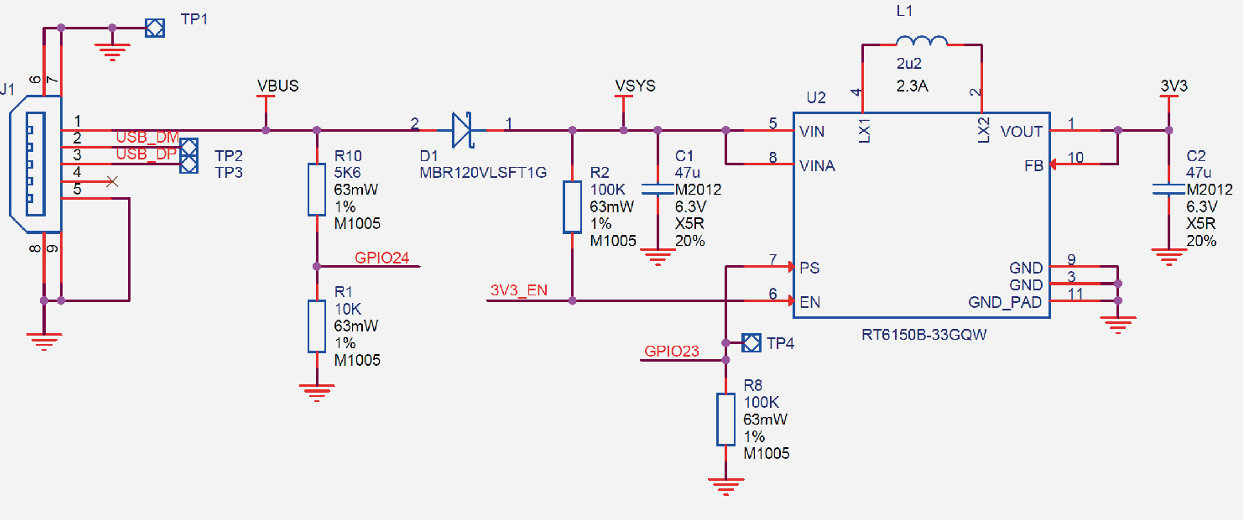 TP1
J1
6
7
1
2
3
4
5
8
9
USB_DM
USB_DP
TP2
TP3
VBUS
R10
5K6
63mW
1%
M1005
GPIO24
R1
10K
63mW
1%
M1005
2
1
D1
MBR120VLSFT1G
VSYS
R2
100K
63mW
1%
M1005
C1
47u
M2012
6.3V
X5R
20%
3V3_EN
GPIO23
TP4
R8
100K
63mW
1%
M1005
L1
2u2
2.3A
U2
4
2
LX1
LX2
5
VIN
8
VINA
7
PS
6
EN
VOUT
1
FB
10
GND
9
GND
3
GND_PAD
11
RT6150B-33GQW
3V3
C2
47u
M2012
6.3V
X5R
20%